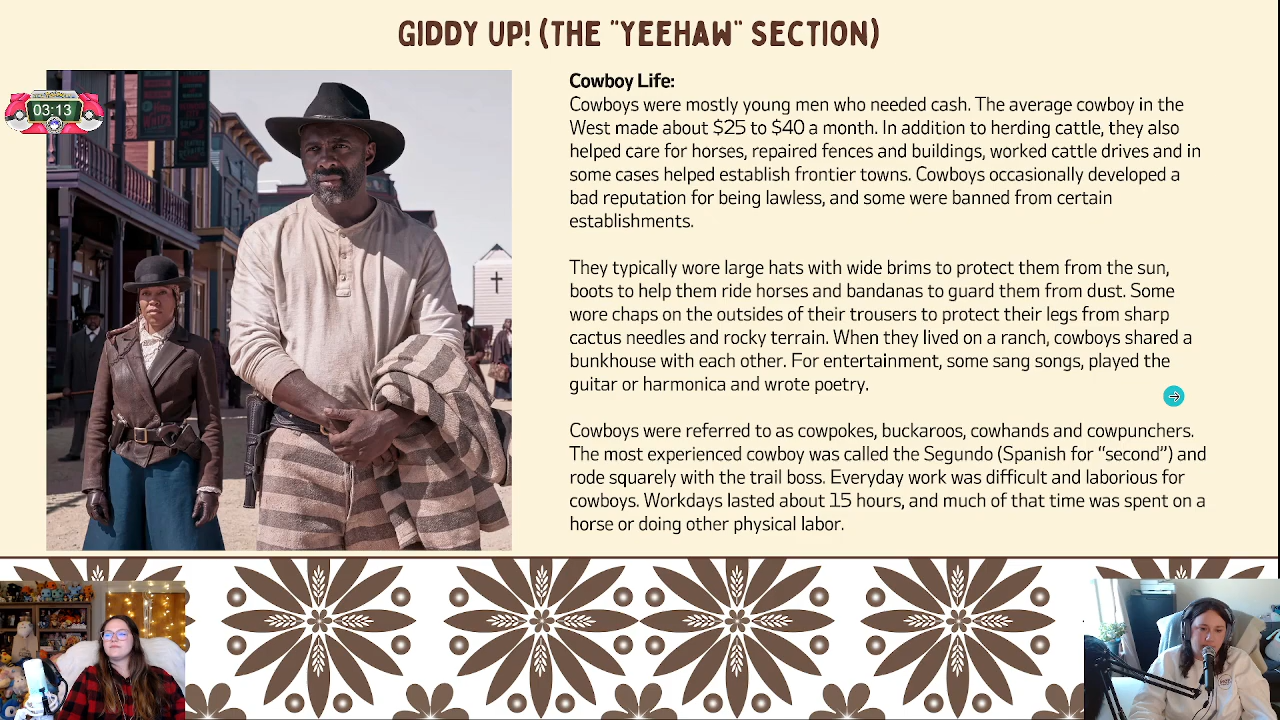 GIDDY UP! (THE "YEEHAW" SECTION)
03:13
Cowboy Life:
Cowboys were mostly young men who needed cash. The average cowboy in the
West made about $25 to $40 a month. In addition to herding cattle, they also
helped care for horses, repaired fences and buildings, worked cattle drives and in
some cases helped establish frontier towns. Cowboys occasionally developed a
bad reputation for being lawless, and some were banned from certain
establishments.
They typically wore large hats with wide brims to protect them from the sun,
boots to help them ride horses and bandanas to guard them from dust. Some
wore chaps on the outsides of their trousers to protect their legs from sharp
cactus needles and rocky terrain. When they lived on a ranch, cowboys shared a
bunkhouse with each other. For entertainment, some sang songs, played the
guitar or harmonica and wrote poetry.
Cowboys were referred to as cowpokes, buckaroos, cowhands and cowpunchers.
The most experienced cowboy was called the Segundo (Spanish for “second”) and
rode squarely with the trail boss. Everyday work was difficult and laborious for
cowboys. Workdays lasted about 15 hours, and much of that time was spent on a
horse or doing other physical labor.